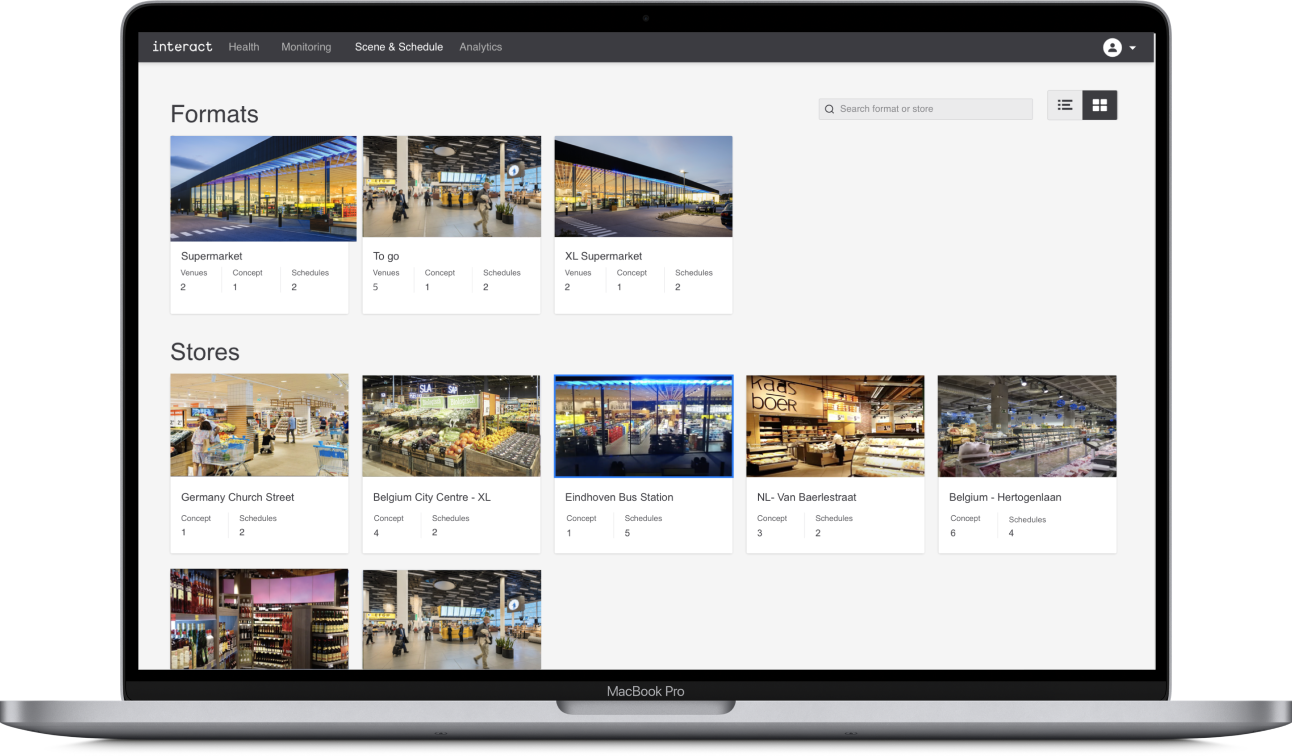 interact Health Monitoring Scene & Schedule Analytics
Formats
Search format or store
Supermarket
Venues Concept Schedules
2 1 2
To go
Venues Concept Schedules
5 1 2
XL Supermarket
Venues Concept Schedules
2 1 2
Stores
SLA
kaas
boer
Germany Church Street
Concept Schedules
1 2
Belgium City Centre - XL
Concept Schedules
4 2
Eindhoven Bus Station
Concept Schedules
1 5
NL- Van Baerlestraat
Concept Schedules
3 2
Belgium - Hertogenlaan
Concept Schedules
6 4
MacBook Pro